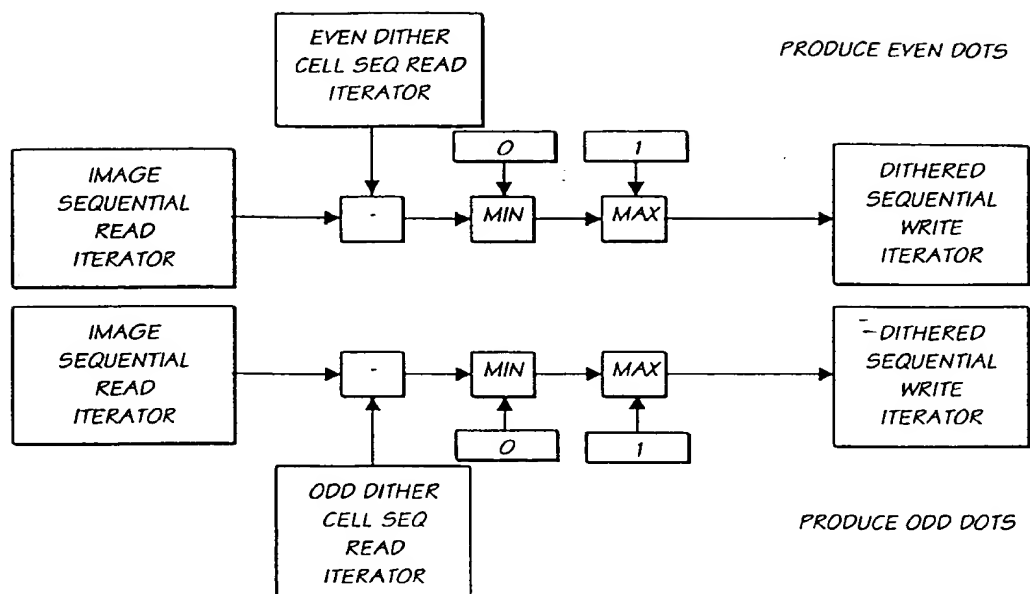 EVEN DITHER
CELL SEQ READ
ITERATOR
PRODUCE EVEN DOTS
0
1
IMAGE
SEQUENTIAL
READ
ITERATOR
-
MIN
MAX
DITHERED
SEQUENTIAL
WRITE
ITERATOR
IMAGE
SEQUENTIAL
READ
ITERATOR
-
MIN
MAX
DITHERED
SEQUENTIAL
WRITE
ITERATOR
0
1
ODD DITHER
CELL SEQ
READ
ITERATOR
PRODUCE ODD DOTS